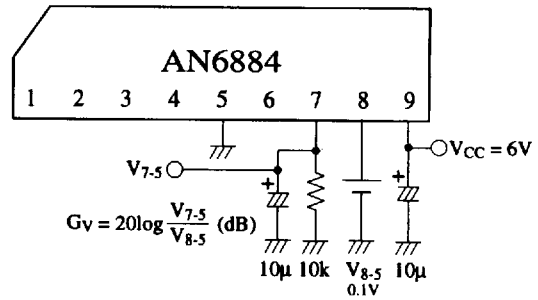 AN6884
1 2 3 4 5 6 7 8 9
V7-5
+
+
VCC = 6V
GV = 20log V7-5 / V8-5 (dB)
10μ 10k V8-5 10μ
0.1V